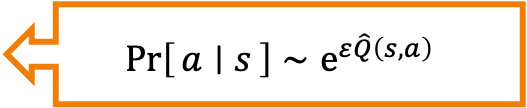 Pr[ a | s ] ~ e^{εQ̂(s,a)}